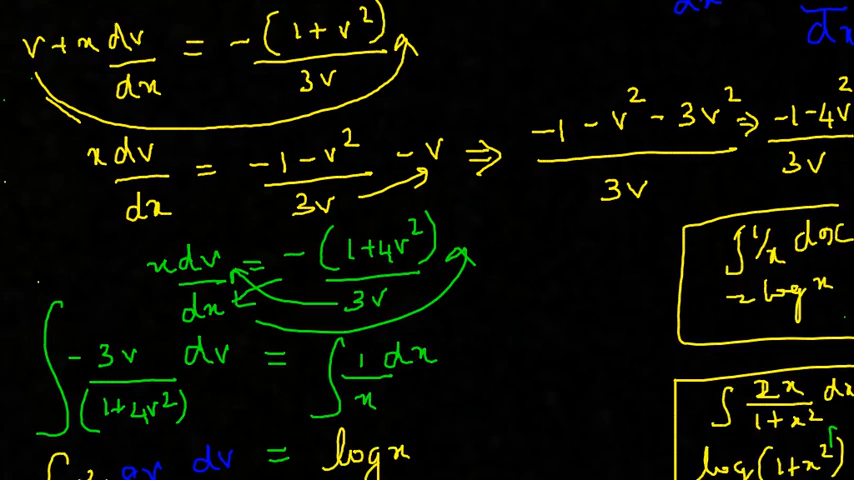 v + x dv/dx = -(1 + v²)/3v
x dv/dx = (-1 - v²)/3v - v ⇒ (-1 - v² - 3v²)/3v ⇒ (-1 - 4v²)/3v
x dv/dx = -(1 + 4v²)/3v
∫ 1/x dx
= log x
∫ -3v/(1 + 4v²) dv = ∫ 1/x dx
∫ 2x/(1 + x²) dx
log(1 + x²)
dv = log x